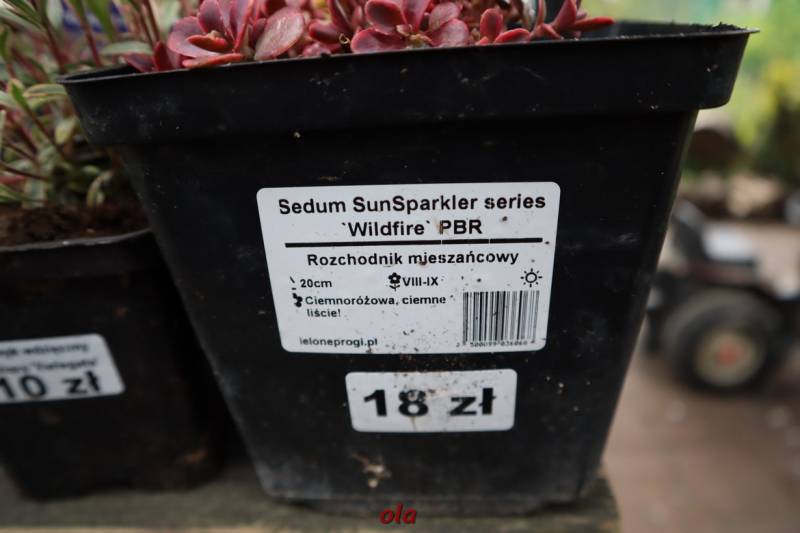 Sedum SunSparkler series
`Wildfire` PBR
Rozchodnik mieszańcowy
20cm VIII-IX
Ciemnoróżowa, ciemne
liście!
ieloneprogi.pl
18 zł
10 zł
ola